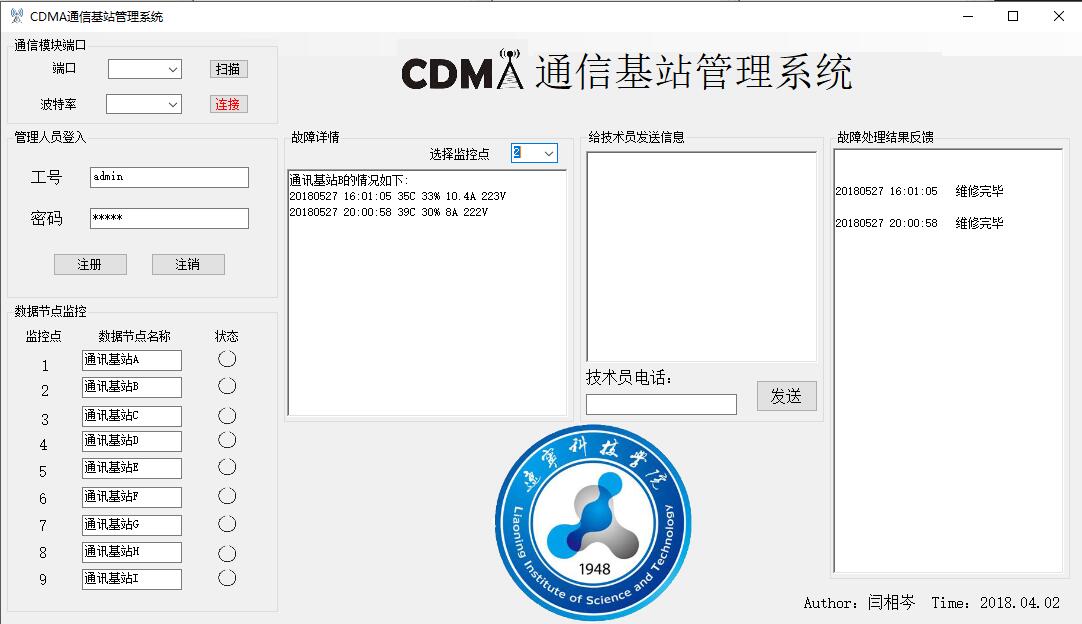 CDMA通信基站管理系统
CDMA 通信基站管理系统
通信模块端口
端口
扫描
波特率
连接
管理人员登入
工号
admin
密码
*****
注册
注销
数据节点监控
监控点 数据节点名称 状态
1 通讯基站A
2 通讯基站B
3 通讯基站C
4 通讯基站D
5 通讯基站E
6 通讯基站F
7 通讯基站G
8 通讯基站H
9 通讯基站I
故障详情
选择监控点 2
通讯基站B的情况如下:
20180527 16:01:05 35C 33% 10.4A 223V
20180527 20:00:58 39C 30% 8A 222V
给技术员发送信息
技术员电话:
发送
故障处理结果反馈
20180527 16:01:05 维修完毕
20180527 20:00:58 维修完毕
辽宁科技学院
1948
Liaoning Institute of Science and Technology
Author: 闫相岑 Time: 2018.04.02